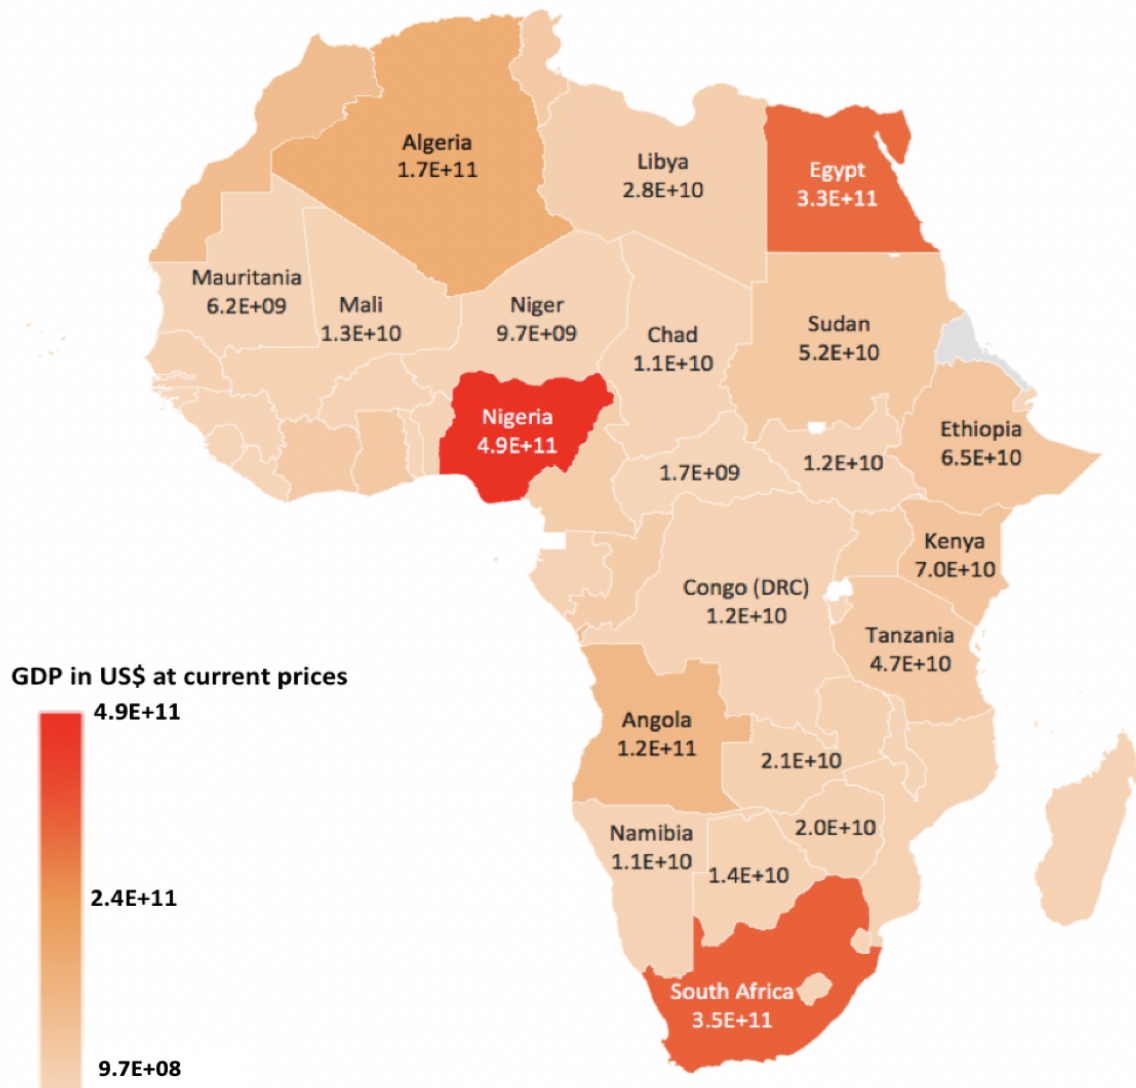 Algeria
1.7E+11
Libya
2.8E+10
Egypt
3.3E+11
Mauritania
6.2E+09
Mali
1.3E+10
Niger
9.7E+09
Chad
1.1E+10
Sudan
5.2E+10
Nigeria
4.9E+11
1.7E+09
1.2E+10
Ethiopia
6.5E+10
Kenya
7.0E+10
Congo (DRC)
1.2E+10
Tanzania
4.7E+10
GDP in US$ at current prices
4.9E+11
2.4E+11
9.7E+08
Angola
1.2E+11
2.1E+10
Namibia
1.1E+10
2.0E+10
1.4E+10
South Africa
3.5E+11